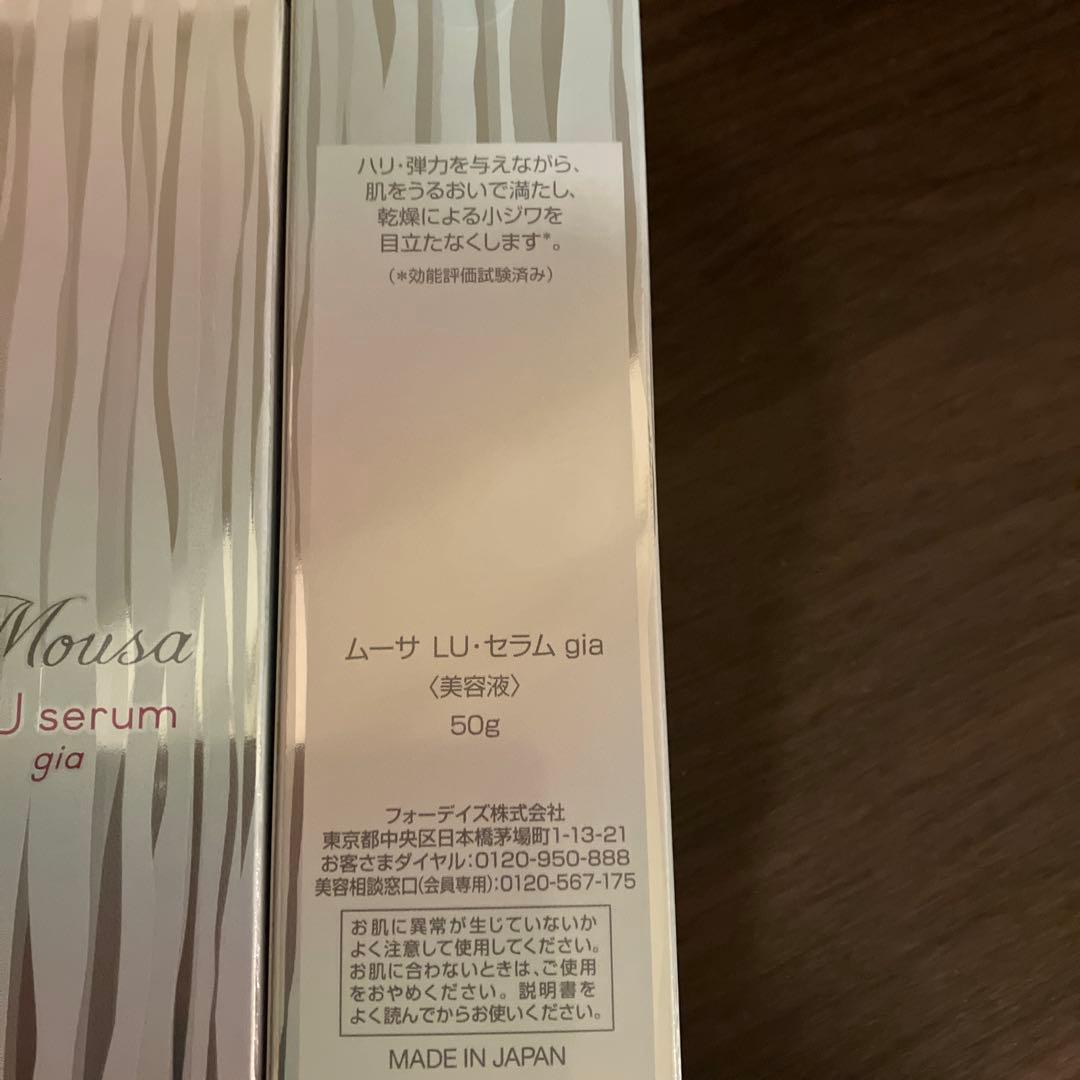 Mousa
U serum
gia
ハリ・弾力を与えながら、
肌をうるおいで満たし、
乾燥による小ジワを
目立たなくします*。
(*効能評価試験済み)
ムーサ LU・セラム gia
〈美容液〉
50g
フォーデイズ株式会社
東京都中央区日本橋茅場町1-13-21
お客さまダイヤル:0120-950-888
美容相談窓口(会員専用):0120-567-175
お肌に異常が生じていないか
よく注意して使用してください。
お肌に合わないときは、ご使用
をおやめください。説明書を
よく読んでからお使いください。
MADE IN JAPAN